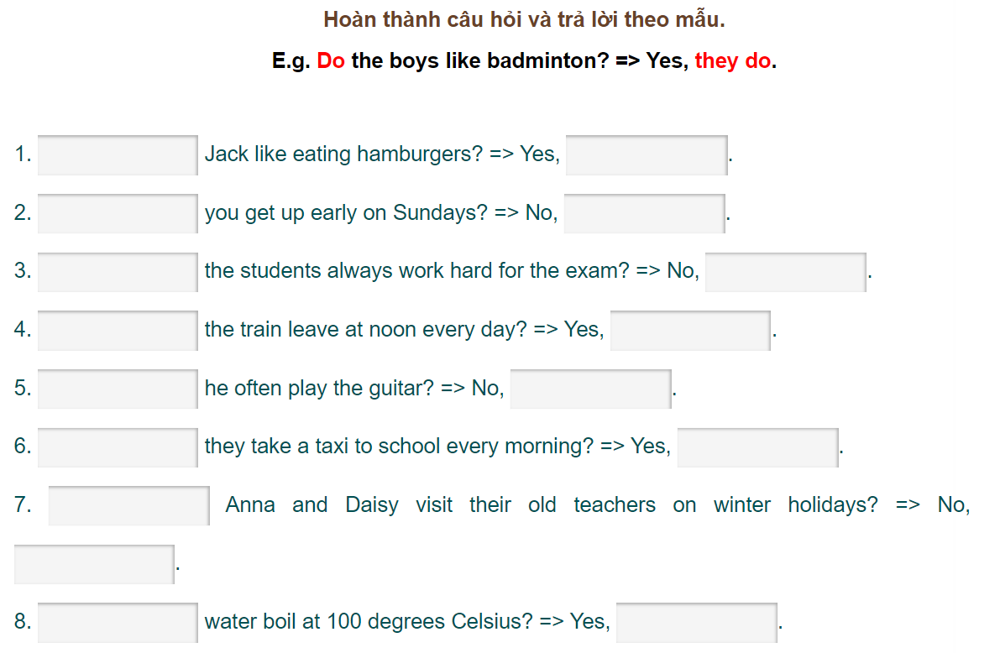 Hoàn thành câu hỏi và trả lời theo mẫu.
E.g. Do the boys like badminton? => Yes, they do.
1. Jack like eating hamburgers? => Yes, .
2. you get up early on Sundays? => No, .
3. the students always work hard for the exam? => No, .
4. the train leave at noon every day? => Yes, .
5. he often play the guitar? => No, .
6. they take a taxi to school every morning? => Yes, .
7. Anna and Daisy visit their old teachers on winter holidays? => No,
.
8. water boil at 100 degrees Celsius? => Yes, .